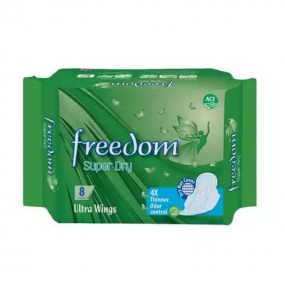 ACI
freedom
Super Dry
8
Ultra Wings
4X
Thinner
Odor
control